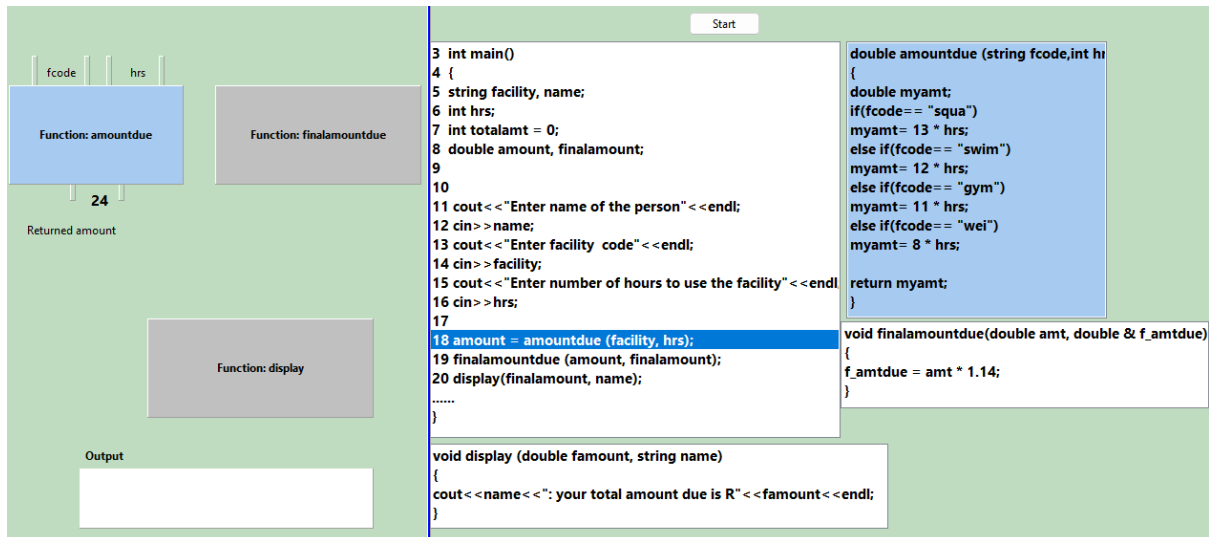 Start
fcode
hrs
Function: amountdue
Function: finalamountdue
24
Returned amount
Function: display
Output
3 int main()
4 {
5 string facility, name;
6 int hrs;
7 int totalamt = 0;
8 double amount, finalamount;
9
10
11 cout<<"Enter name of the person"<<endl;
12 cin>>name;
13 cout<<"Enter facility  code"<<endl;
14 cin>>facility;
15 cout<<"Enter number of hours to use the facility"<<endl
16 cin>>hrs;
17
18 amount = amountdue (facility, hrs);
19 finalamountdue (amount, finalamount);
20 display(finalamount, name);
......
}
double amountdue (string fcode,int hr
{
double myamt;
if(fcode== "squa")
myamt= 13 * hrs;
else if(fcode== "swim")
myamt= 12 * hrs;
else if(fcode== "gym")
myamt= 11 * hrs;
else if(fcode== "wei")
myamt= 8 * hrs;
return myamt;
}
void finalamountdue(double amt, double & f_amtdue)
{
f_amtdue = amt * 1.14;
}
void display (double famount, string name)
{
cout<<name<<": your total amount due is R"<<famount<<endl;
}